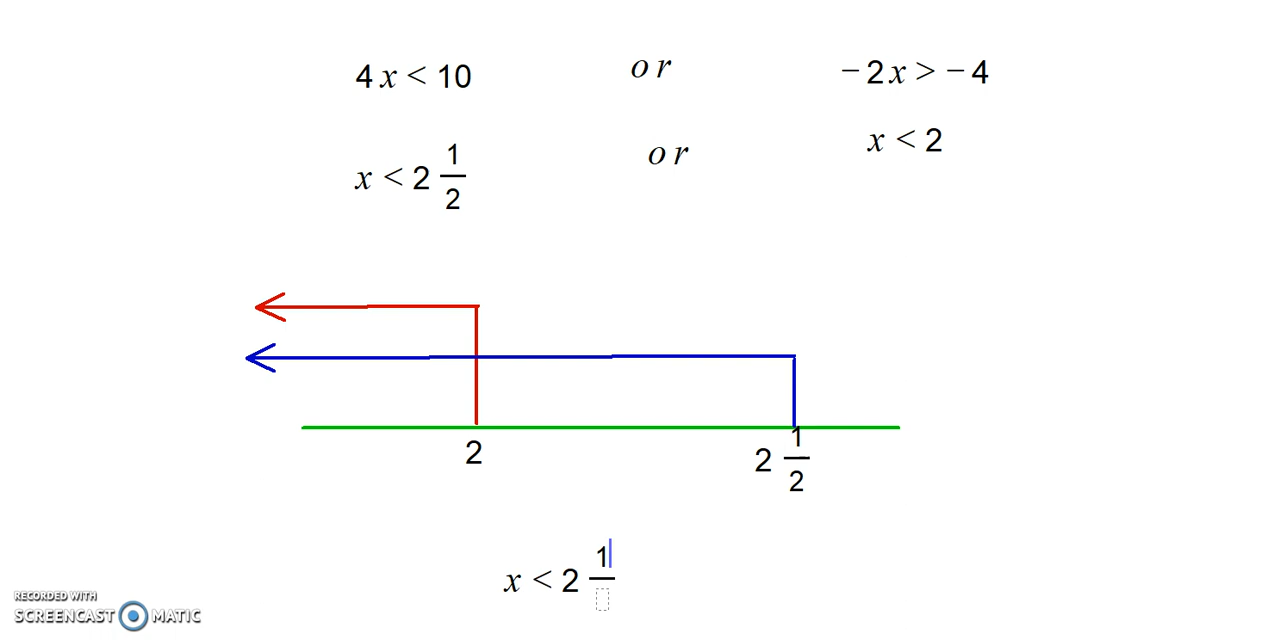 4x < 10 or −2x > −4
x < 2 1/2 or x < 2
2 2 1/2
x < 2 1/
RECORDED WITH
SCREENCAST MATIC